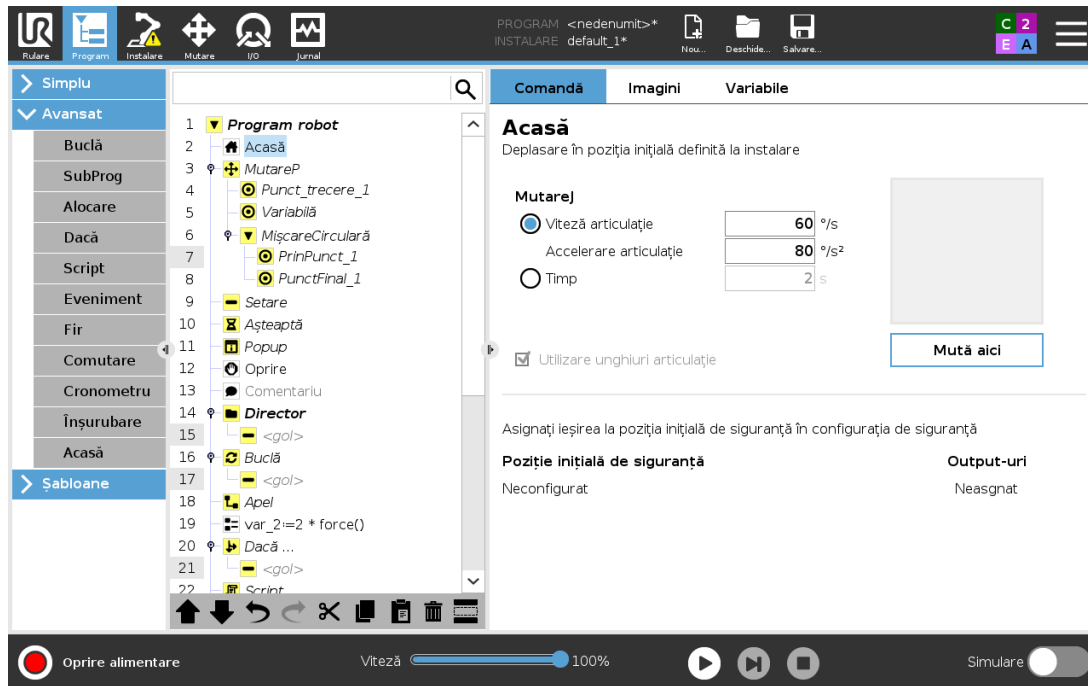 Rulare
Program
Instalare
Mutare
I/O
Jurnal
PROGRAM <nedenumit>*
INSTALARE default_1*
Nou...
Deschide...
Salvare...
C 2
E A
Simplu
Avansat
Buclă
SubProg
Alocare
Dacă
Script
Eveniment
Fir
Comutare
Cronometru
Înșurubare
Acasă
Șabloane
1 Program robot
2 Acasă
3 MutareP
4 Punct_trecere_1
5 Variabilă
6 MișcareCirculară
7 PrinPunct_1
8 PunctFinal_1
9 Setare
10 Așteaptă
11 Popup
12 Oprire
13 Comentariu
14 Director
15 <gol>
16 Buclă
17 <gol>
18 Apel
19 var_2:=2 * force()
20 Dacă ...
21 <gol>
22 Script
Comandă
Imagini
Variabile
Acasă
Deplasare în poziția inițială definită la instalare
Mutarej
Viteză articulație 60 °/s
Accelerare articulație 80 °/s²
Timp 2 s
Mută aici
Utilizare unghiuri articulație
Asignați ieșirea la poziția inițială de siguranță în configurația de siguranță
Poziție inițială de siguranță Output-uri
Neconfigurat Neasgnat
Oprire alimentare
Viteză 100%
Simulare